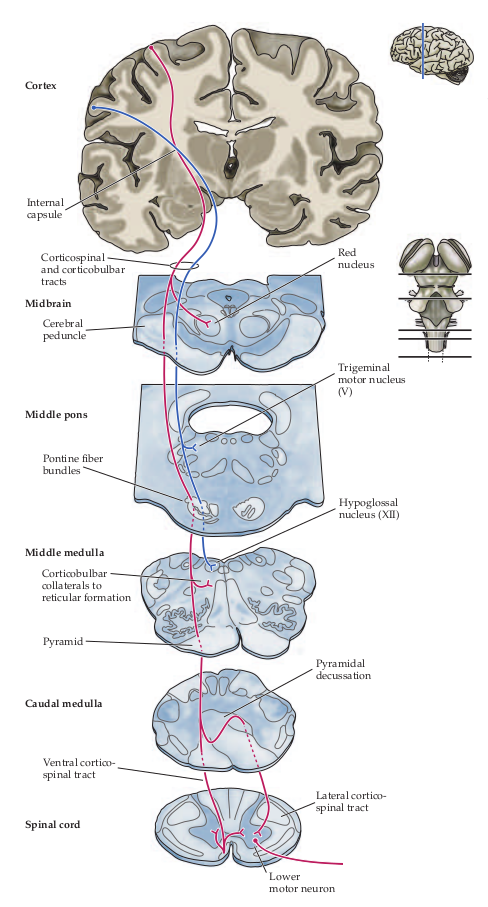 Cortex
Internal
capsule
Corticospinal
and corticobulbar
tracts
Red
nucleus
Midbrain
Cerebral
peduncle
Trigeminal
motor nucleus
(V)
Middle pons
Pontine fiber
bundles
Hypoglossal
nucleus (XII)
Middle medulla
Corticobulbar
collaterals to
reticular formation
Pyramid
Pyramidal
decussation
Caudal medulla
Ventral cortico-
spinal tract
Lateral cortico-
spinal tract
Spinal cord
Lower
motor neuron